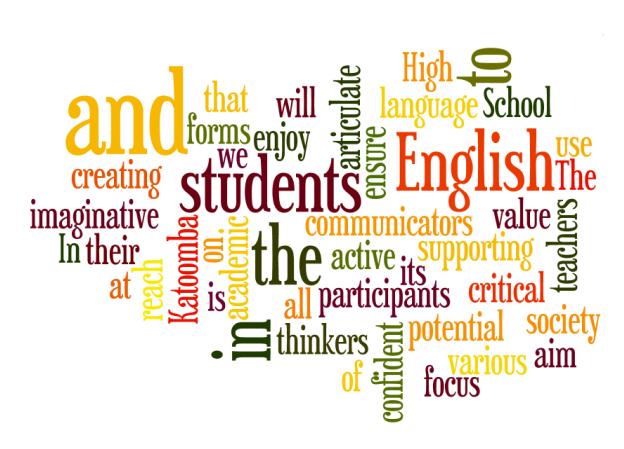 High
to
and
that
will
articulate
language
School
forms
enjoy
ensure
English
use
we
creating
students
The
imaginative
Katoomba
on
academic
communicators
value
teachers
In
their
the
active
supporting
its
at
reach
is
all
participants
critical
in
thinkers
confident
potential
society
various
aim
of
focus